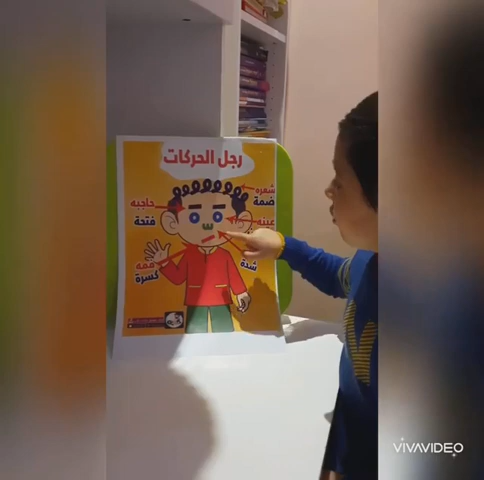 رجل الحركات
شعره
ضمة
حاجبه
فتحة
عينه
شدة
فمه
كسرة
VIVAVIDEO